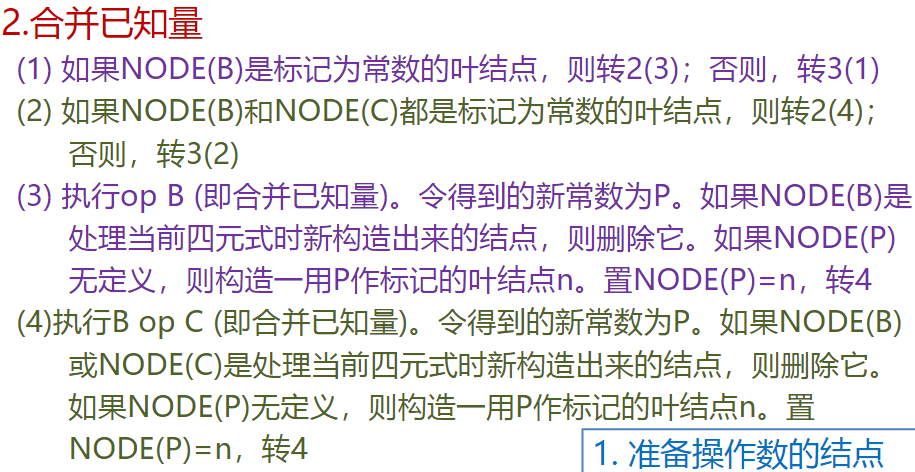 2.合并已知量
(1) 如果NODE(B)是标记为常数的叶结点，则转2(3)；否则，转3(1)
(2) 如果NODE(B)和NODE(C)都是标记为常数的叶结点，则转2(4)；
否则，转3(2)
(3) 执行op B (即合并已知量)。令得到的新常数为P。如果NODE(B)是
处理当前四元式时新构造出来的结点，则删除它。如果NODE(P)
无定义，则构造一用P作标记的叶结点n。置NODE(P)=n，转4
(4)执行B op C (即合并已知量)。令得到的新常数为P。如果NODE(B)
或NODE(C)是处理当前四元式时新构造出来的结点，则删除它。
如果NODE(P)无定义，则构造一用P作标记的叶结点n。置
NODE(P)=n，转4
1. 准备操作数的结点